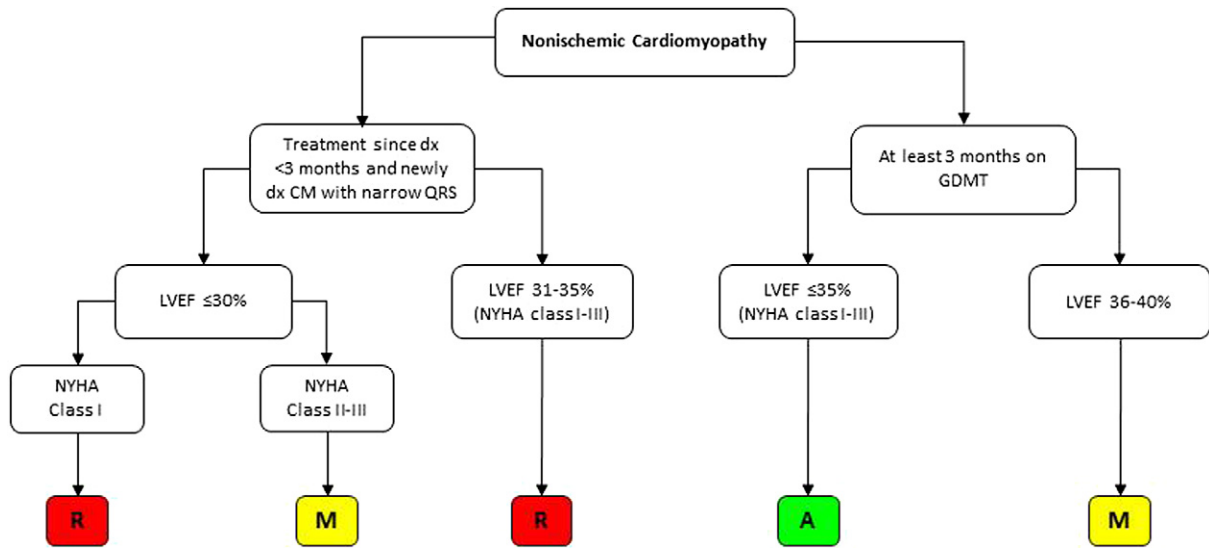 Nonischemic Cardiomyopathy
Treatment since dx
<3 months and newly
dx CM with narrow QRS
At least 3 months on
GDMT
LVEF ≤30%
LVEF 31-35%
(NYHA class I-III)
LVEF ≤35%
(NYHA class I-III)
LVEF 36-40%
NYHA
Class I
NYHA
Class II-III
R
M
R
A
M